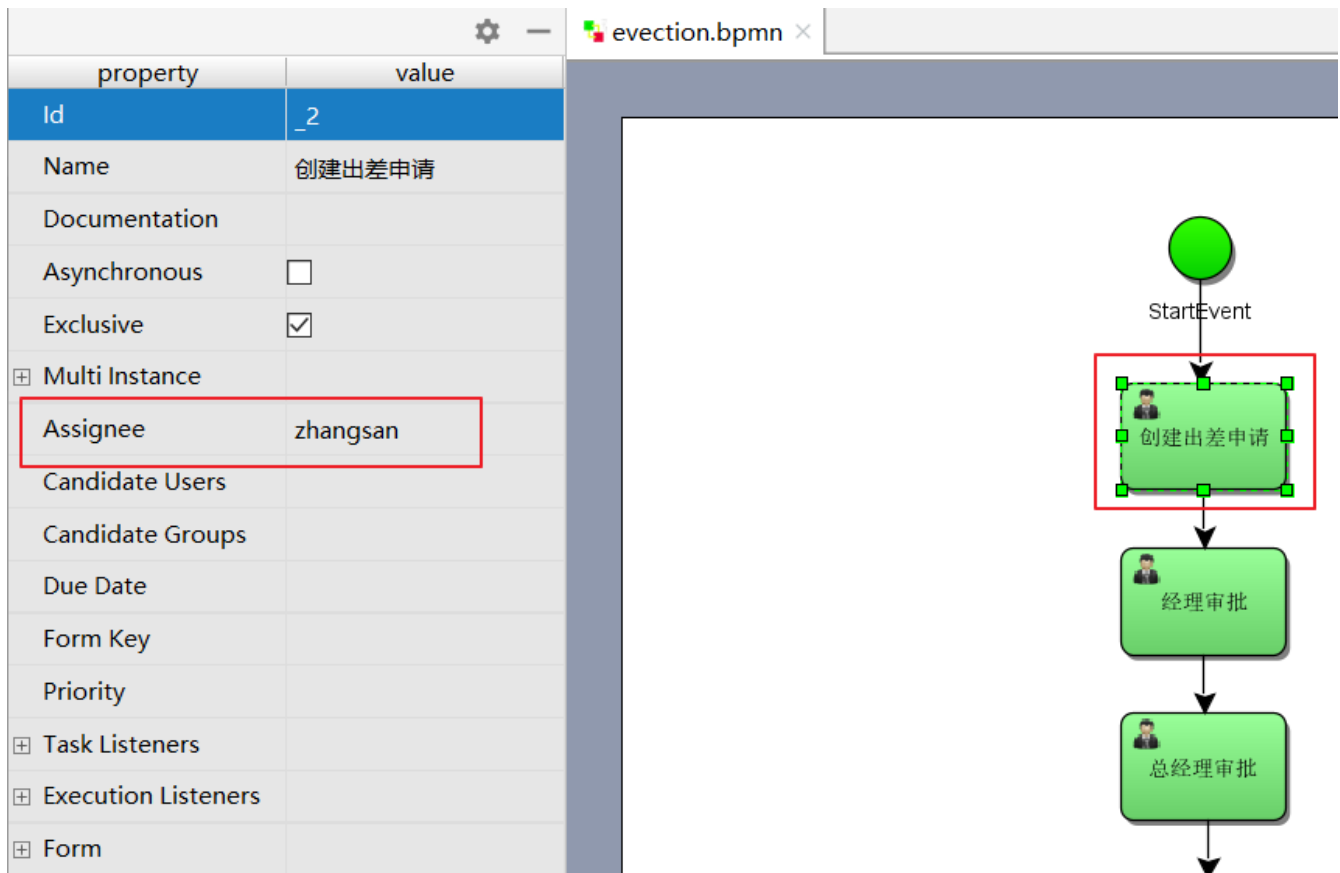 evection.bpmn
property value
Id _2
Name 创建出差申请
Documentation
Asynchronous
Exclusive
Multi Instance
Assignee zhangsan
Candidate Users
Candidate Groups
Due Date
Form Key
Priority
Task Listeners
Execution Listeners
Form
StartEvent
创建出差申请
经理审批
总经理审批